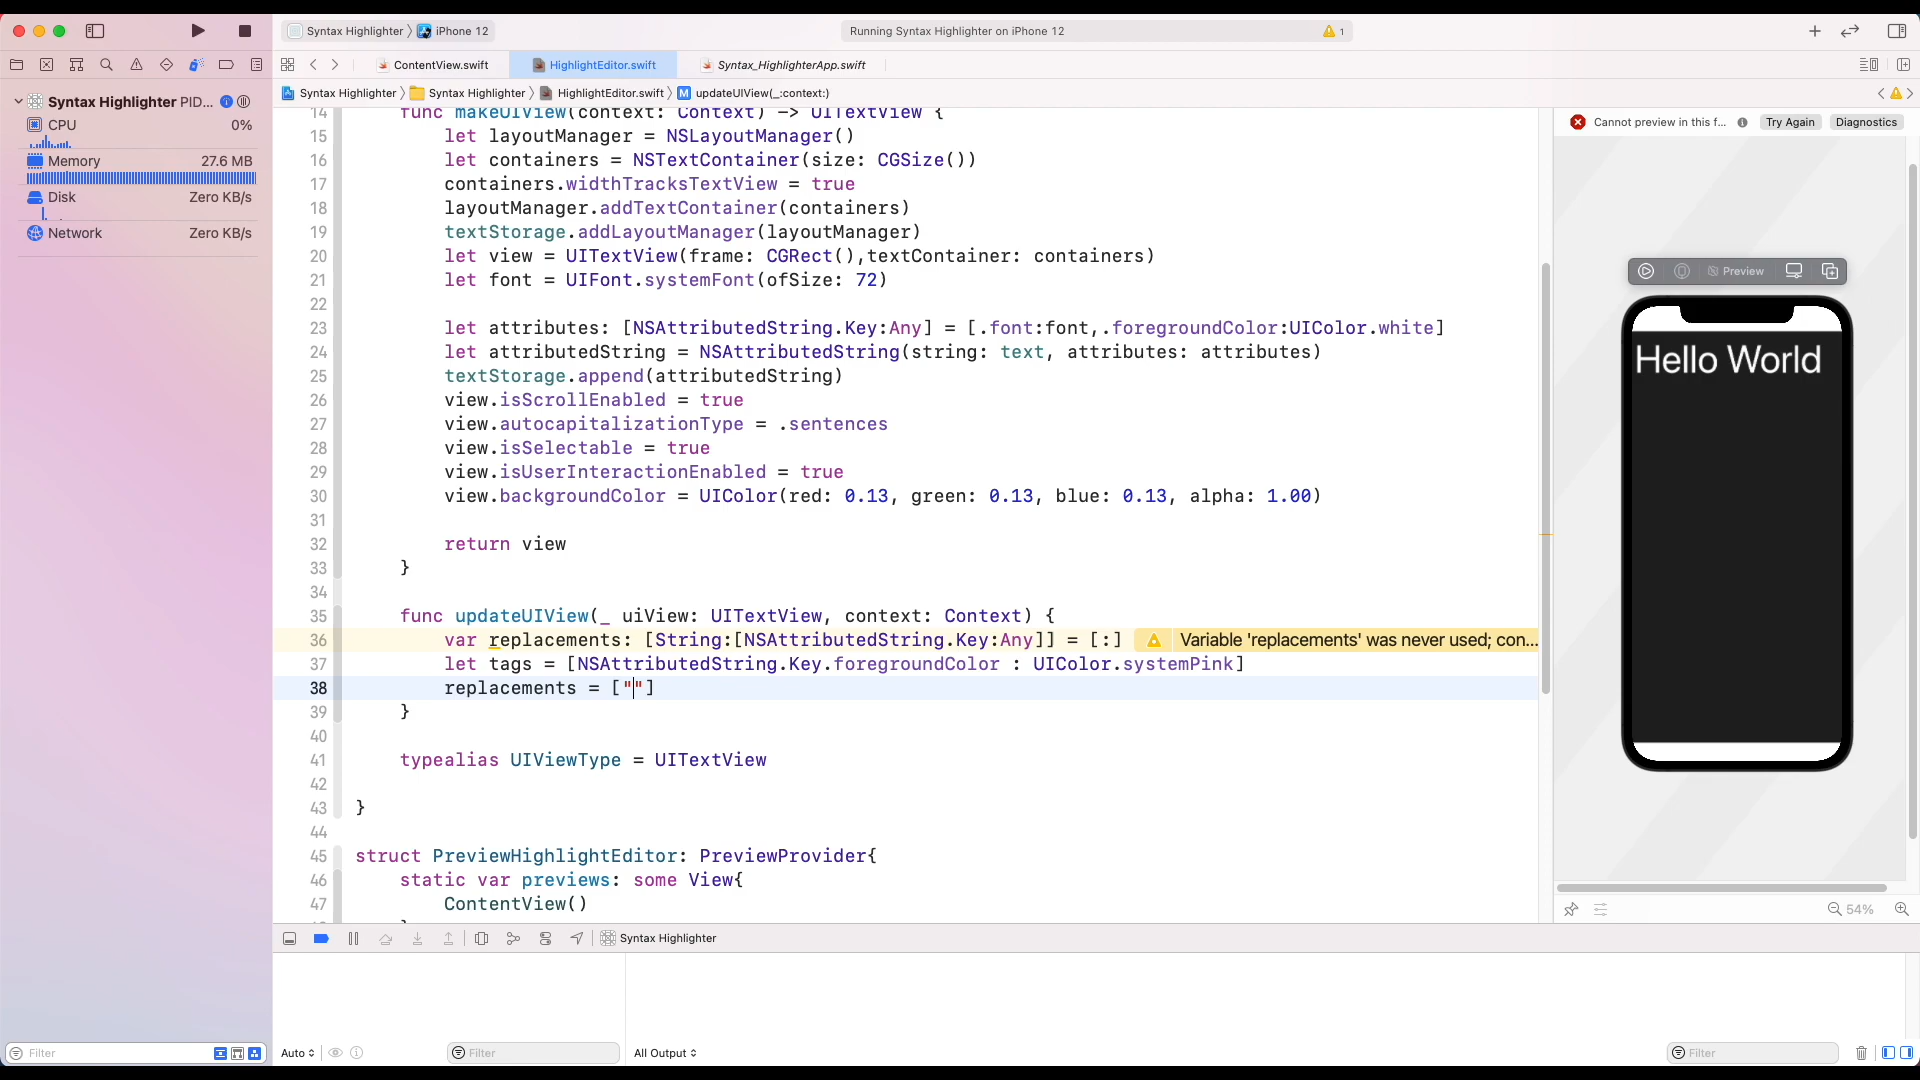 Syntax Highlighter
iPhone 12
Running Syntax Highlighter on iPhone 12
1
ContentView.swift
HighlightEditor.swift
Syntax_HighlighterApp.swift
Syntax Highlighter
Syntax Highlighter
HighlightEditor.swift
M updateUIView(_:context:)
Syntax Highlighter PID...
CPU 0%
Memory 27.6 MB
Disk Zero KB/s
Network Zero KB/s
14 func makeUIView(context: Context) -> UITextView {
15 let layoutManager = NSLayoutManager()
16 let containers = NSTextContainer(size: CGSize())
17 containers.widthTracksTextView = true
18 layoutManager.addTextContainer(containers)
19 textStorage.addLayoutManager(layoutManager)
20 let view = UITextView(frame: CGRect(),textContainer: containers)
21 let font = UIFont.systemFont(ofSize: 72)
22
23 let attributes: [NSAttributedString.Key:Any] = [.font:font,.foregroundColor:UIColor.white]
24 let attributedString = NSAttributedString(string: text, attributes: attributes)
25 textStorage.append(attributedString)
26 view.isScrollEnabled = true
27 view.autocapitalizationType = .sentences
28 view.isSelectable = true
29 view.isUserInteractionEnabled = true
30 view.backgroundColor = UIColor(red: 0.13, green: 0.13, blue: 0.13, alpha: 1.00)
31
32 return view
33 }
34
35 func updateUIView(_ uiView: UITextView, context: Context) {
36 var replacements: [String:[NSAttributedString.Key:Any]] = [:] Variable 'replacements' was never used; con...
37 let tags = [NSAttributedString.Key.foregroundColor : UIColor.systemPink]
38 replacements = [""]
39 }
40
41 typealias UIViewType = UITextView
42
43 }
44
45 struct PreviewHighlightEditor: PreviewProvider{
46 static var previews: some View{
47 ContentView()
Cannot preview in this f...
Try Again
Diagnostics
Preview
Hello World
54%
Syntax Highlighter
Filter
Auto
Filter
All Output
Filter